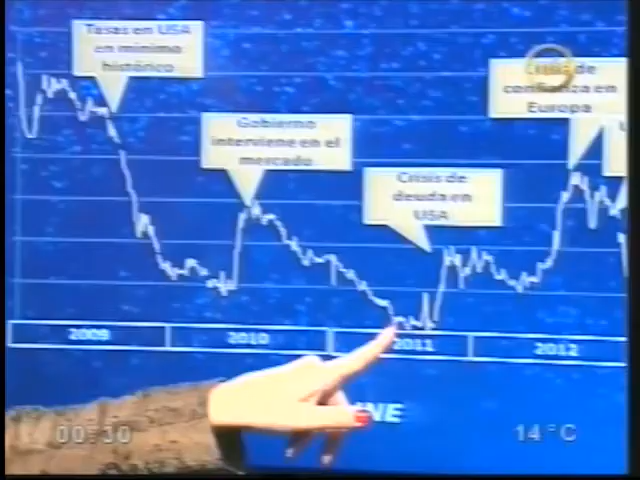 Tasas en USA
en mínimo
histórico
Gobierno
interviene en el
mercado
Crisis de
deuda en
USA
Crisis de
confianza en
Europa
2009
2010
2011
2012
00:30
14°C